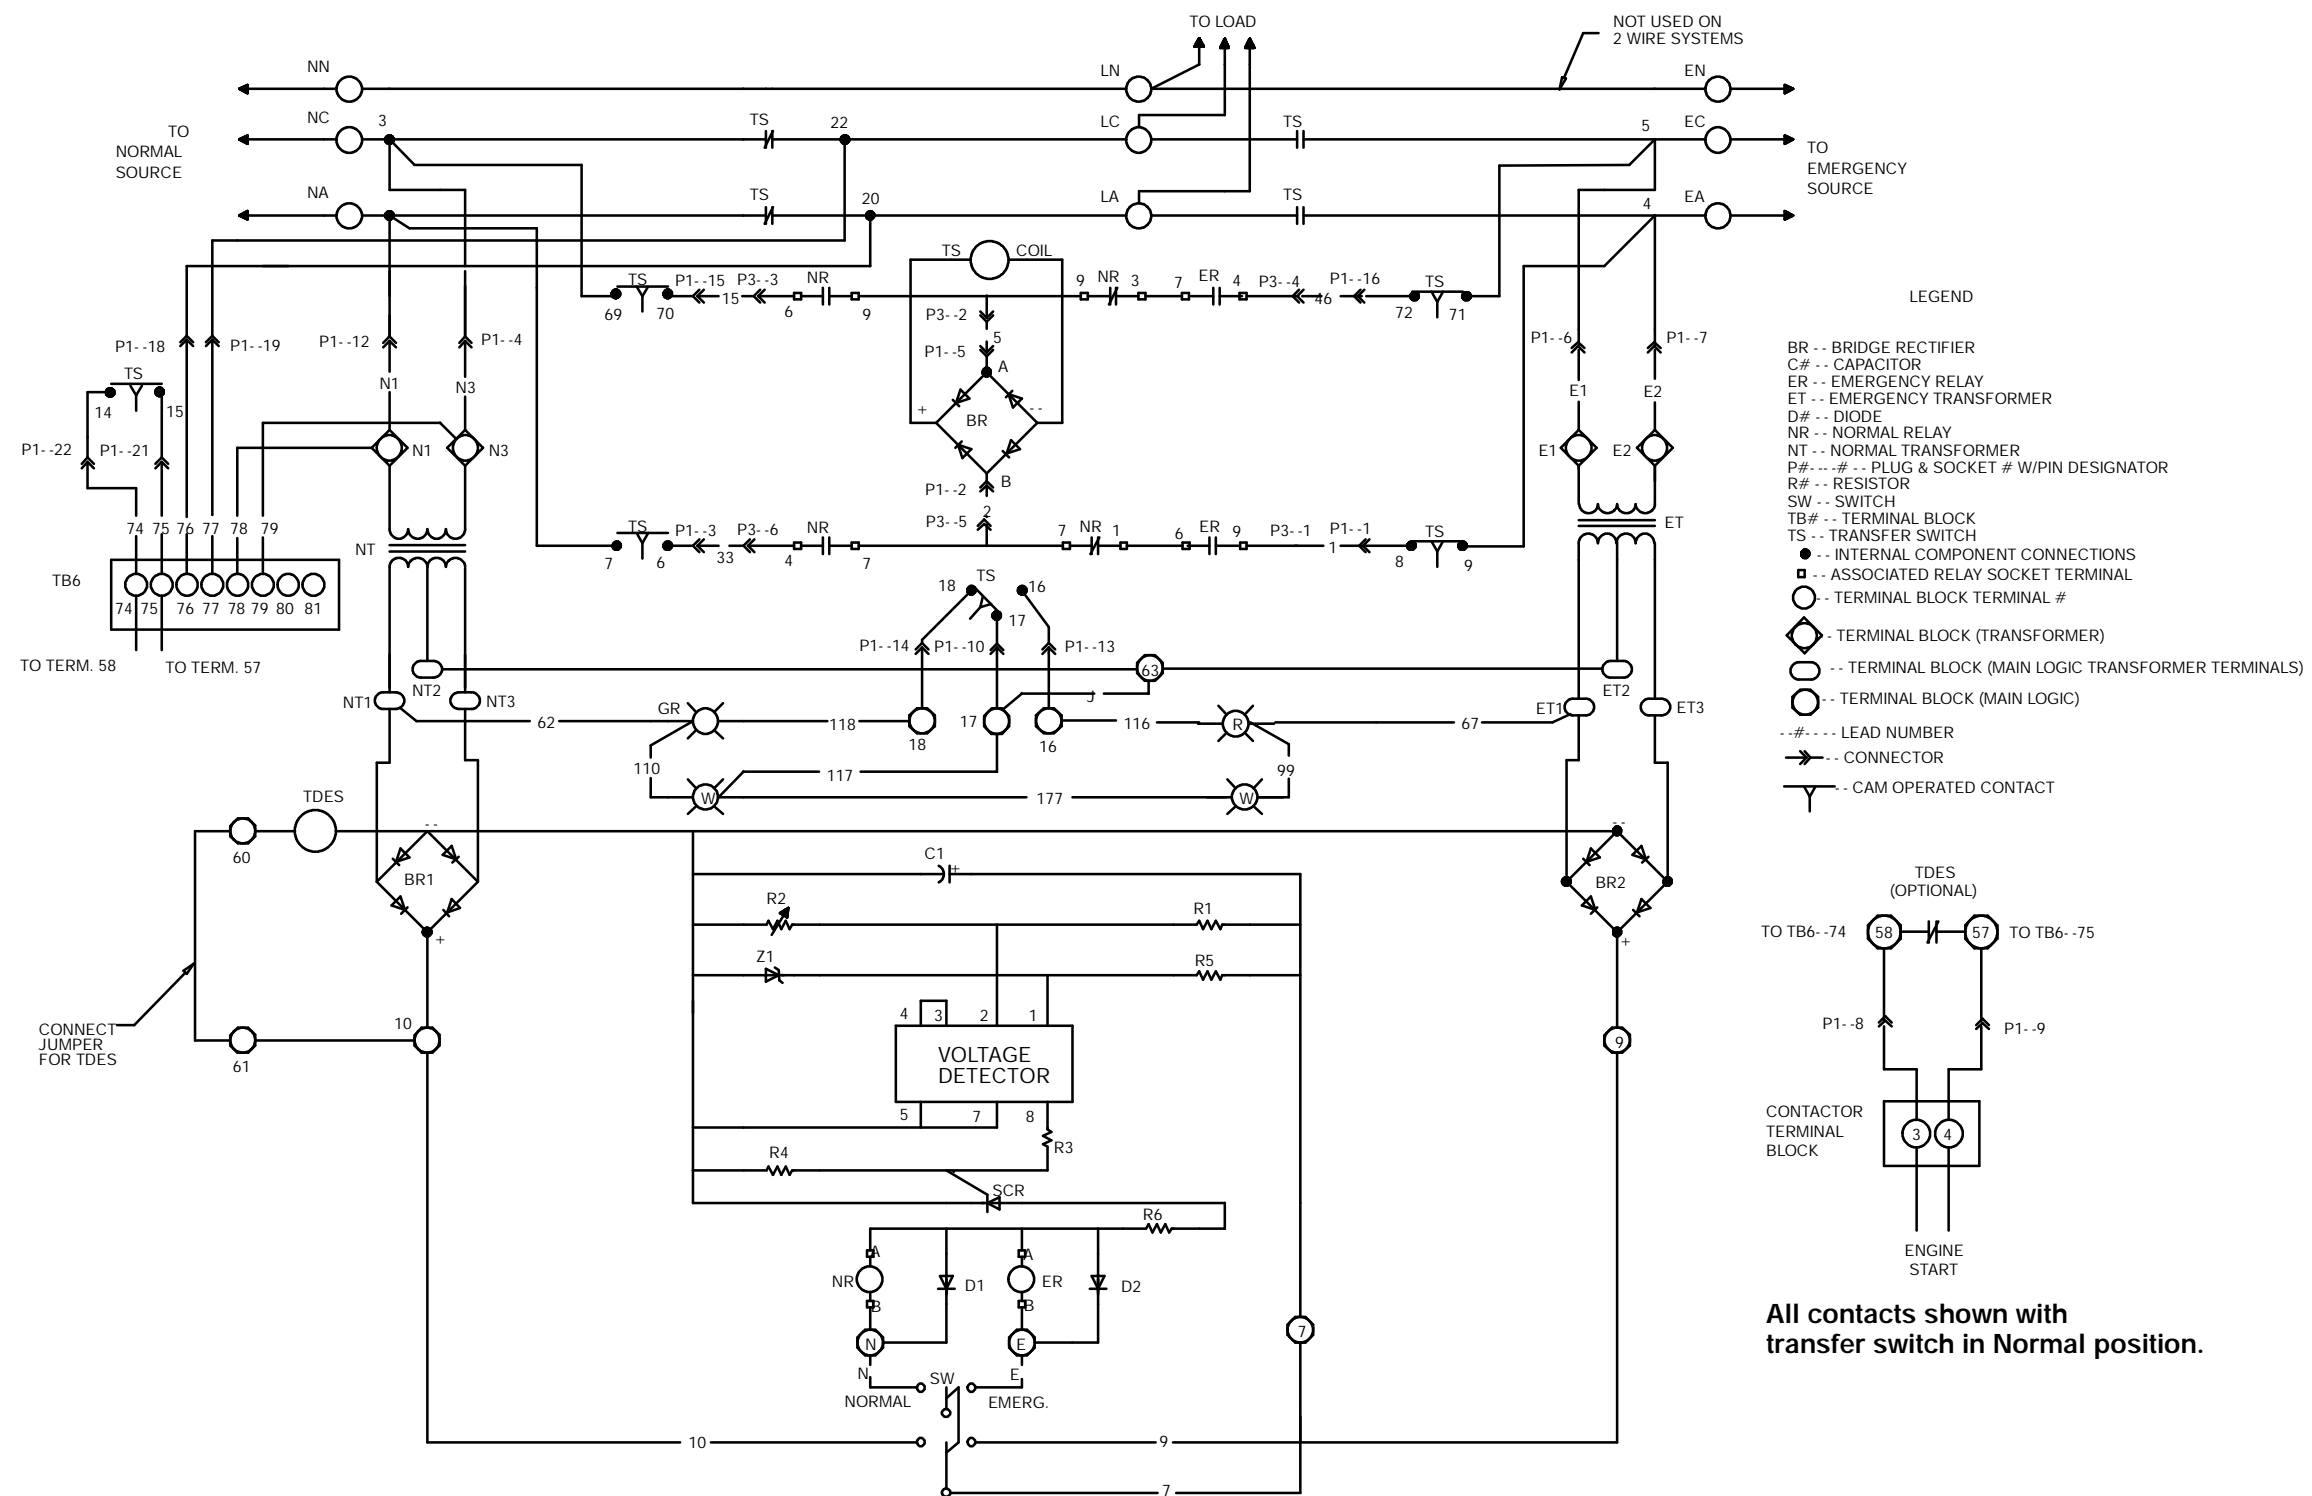 TO LOAD
NOT USED ON
2 WIRE SYSTEMS
NN
LN
EN
NC
3
TS
22
LC
TS
5
EC
TO
NORMAL
SOURCE
TO
EMERGENCY
SOURCE
NA
TS
20
LA
TS
4
EA
TS
COIL
TS
P1--15
P3--3
NR
69
70
15
6
9
9
NR
3
7
ER
4
P3--4
P1--16
TS
46
72
71
P3--2
5
P1--5
A
+
--
BR
B
P1--2
2
P3--5
P1--18
P1--19
P1--12
P1--4
P1--6
P1--7
TS
14
15
N1
N3
E1
E2
P1--22
P1--21
N1
N3
E1
E2
74
75
76
77
78
79
NT
ET
TS
P1--3
P3--6
NR
7
6
33
4
7
7
NR
1
6
ER
9
P3--1
P1--1
TS
1
8
9
TB6
74
75
76
77
78
79
80
81
TO TERM. 58
TO TERM. 57
18
TS
16
17
P1--14
P1--10
P1--13
63
J
NT1
NT2
NT3
ET1
ET2
ET3
62
GR
118
18
17
16
116
R
67
110
117
99
W
177
W
LEGEND
BR -- BRIDGE RECTIFIER
C# -- CAPACITOR
ER -- EMERGENCY RELAY
ET -- EMERGENCY TRANSFORMER
D# -- DIODE
NR -- NORMAL RELAY
NT -- NORMAL TRANSFORMER
P#----# -- PLUG & SOCKET # W/PIN DESIGNATOR
R# -- RESISTOR
SW -- SWITCH
TB# -- TERMINAL BLOCK
TS -- TRANSFER SWITCH
-- INTERNAL COMPONENT CONNECTIONS
-- ASSOCIATED RELAY SOCKET TERMINAL
-- TERMINAL BLOCK TERMINAL #
- TERMINAL BLOCK (TRANSFORMER)
-- TERMINAL BLOCK (MAIN LOGIC TRANSFORMER TERMINALS)
-- TERMINAL BLOCK (MAIN LOGIC)
--#---- LEAD NUMBER
-- CONNECTOR
-- CAM OPERATED CONTACT
TDES
60
--
BR1
+
--
BR2
+
C1
+
R2
R1
Z1
R5
4
3
2
1
VOLTAGE
DETECTOR
5
7
8
R3
R4
SCR
R6
CONNECT
JUMPER
FOR TDES
61
10
9
A
NR
B
D1
A
ER
B
D2
N
E
7
N
SW
E
NORMAL
EMERG.
10
9
7
TDES
(OPTIONAL)
TO TB6--74
58
57
TO TB6--75
P1--8
P1--9
CONTACTOR
TERMINAL
BLOCK
3
4
ENGINE
START
All contacts shown with
transfer switch in Normal position.